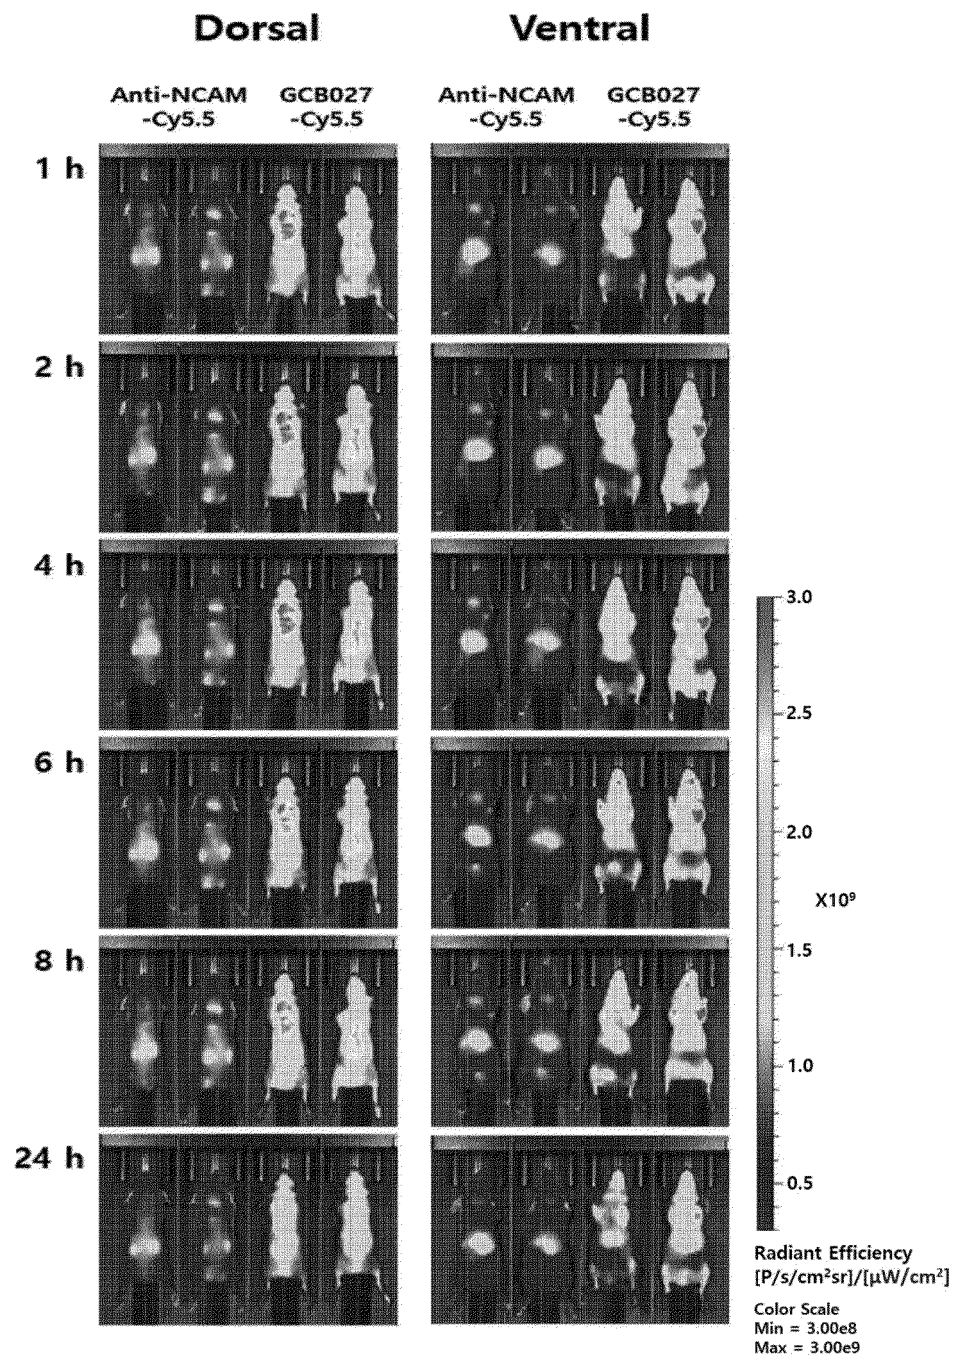 Dorsal Ventral
Anti-NCAM GCB027 Anti-NCAM GCB027
-Cy5.5 -Cy5.5 -Cy5.5 -Cy5.5
1 h
2 h
4 h
3.0
2.5
6 h
2.0
X10⁹
8 h
1.5
1.0
24 h
0.5
Radiant Efficiency
[P/s/cm²sr]/[μW/cm²]
Color Scale
Min = 3.00e8
Max = 3.00e9